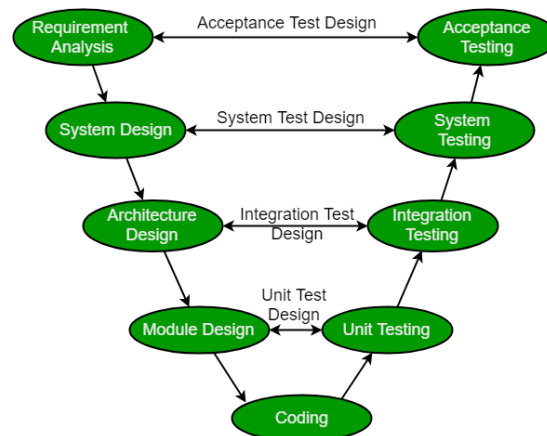 Requirement
Analysis
Acceptance Test Design
Acceptance
Testing
System Design
System Test Design
System
Testing
Architecture
Design
Integration Test
Design
Integration
Testing
Module Design
Unit Test
Design
Unit Testing
Coding